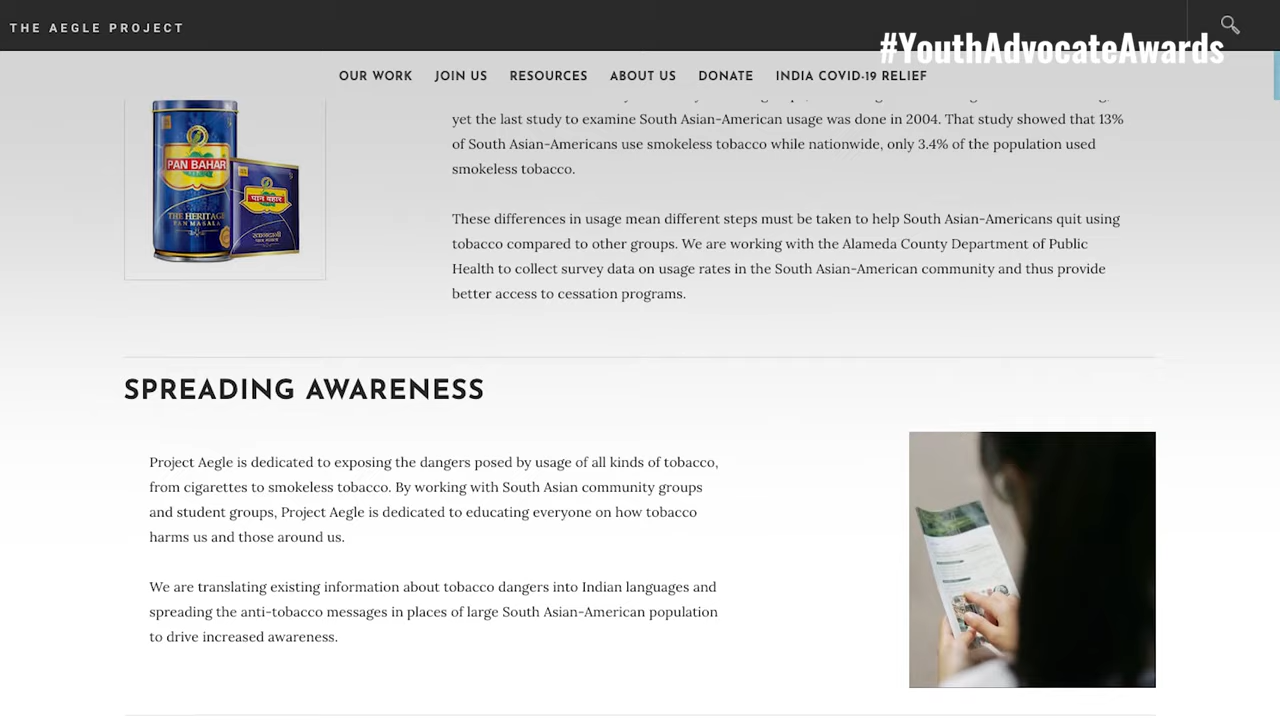 THE AEGLE PROJECT
#YouthAdvocateAwards
OUR WORK JOIN US RESOURCES ABOUT US DONATE INDIA COVID-19 RELIEF
yet the last study to examine South Asian-American usage was done in 2004. That study showed that 13%
of South Asian-Americans use smokeless tobacco while nationwide, only 3.4% of the population used
smokeless tobacco.
PAN BAHAR
पान बहार
THE HERITAGE
PAN MASALA
These differences in usage mean different steps must be taken to help South Asian-Americans quit using
tobacco compared to other groups. We are working with the Alameda County Department of Public
Health to collect survey data on usage rates in the South Asian-American community and thus provide
better access to cessation programs.
SPREADING AWARENESS
Project Aegle is dedicated to exposing the dangers posed by usage of all kinds of tobacco,
from cigarettes to smokeless tobacco. By working with South Asian community groups
and student groups, Project Aegle is dedicated to educating everyone on how tobacco
harms us and those around us.
We are translating existing information about tobacco dangers into Indian languages and
spreading the anti-tobacco messages in places of large South Asian-American population
to drive increased awareness.